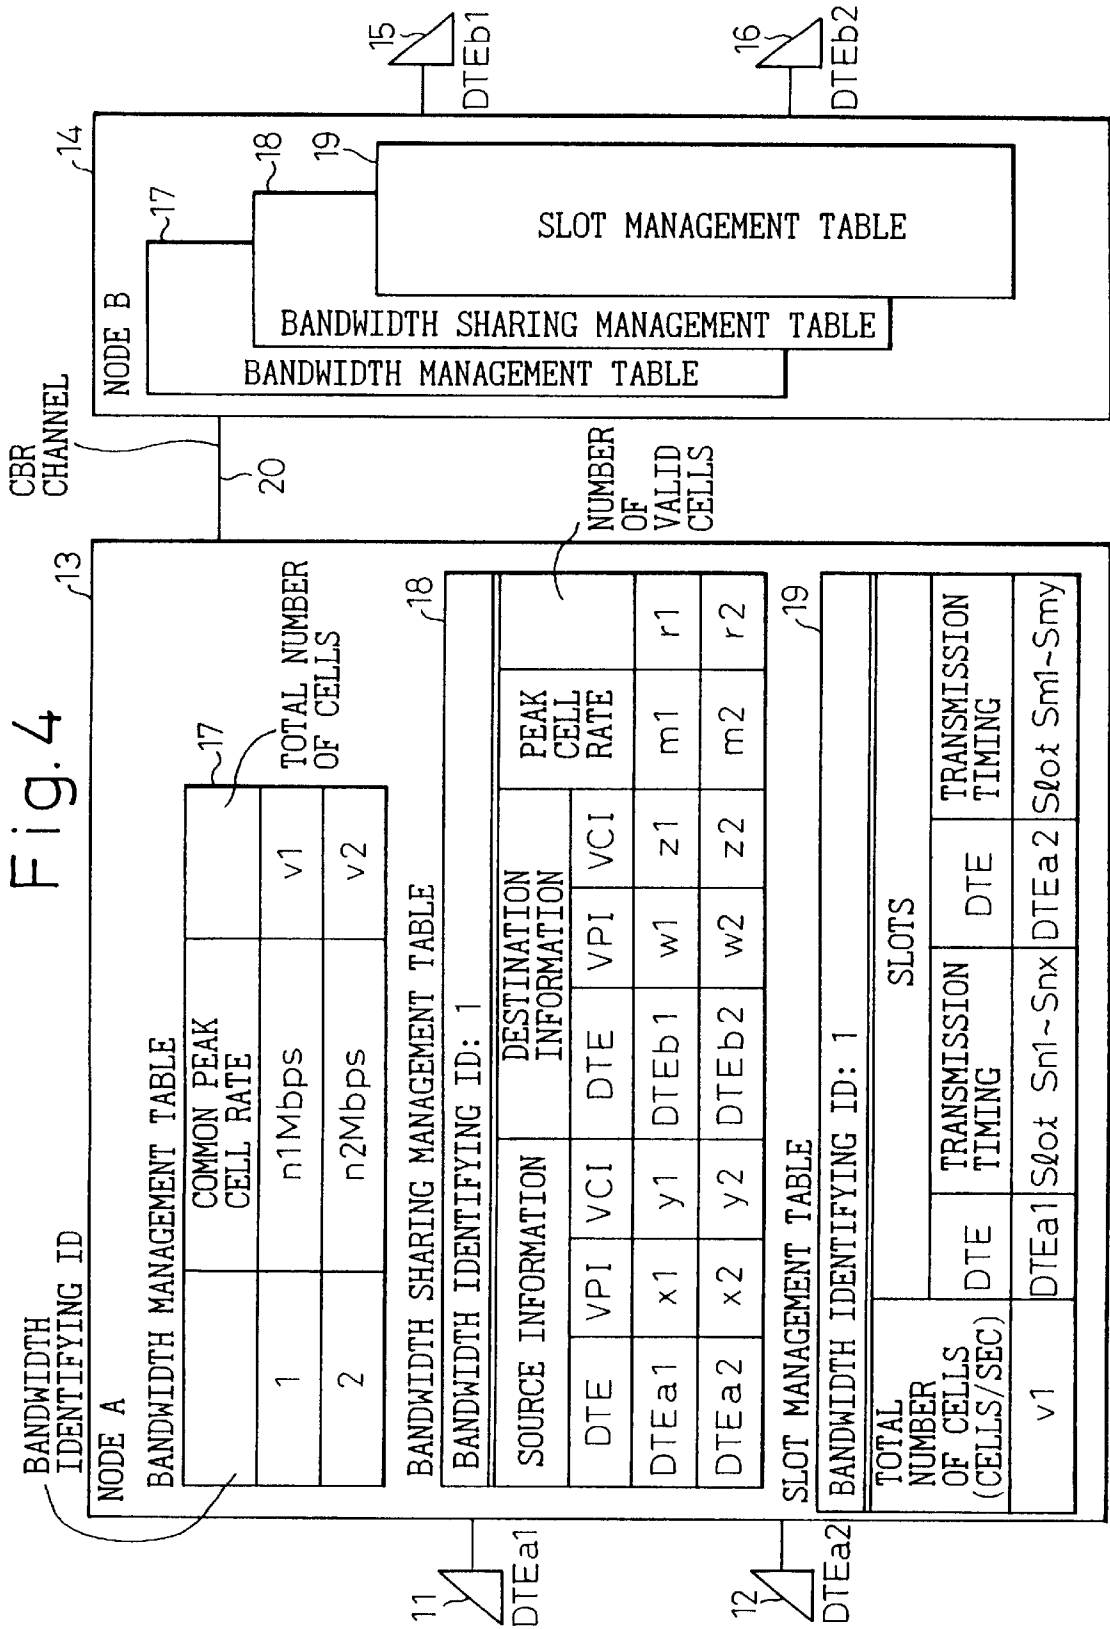 Fig. 4
BANDWIDTH
IDENTIFYING ID
NODE A
13
BANDWIDTH MANAGEMENT TABLE
17
COMMON PEAK
CELL RATE
TOTAL NUMBER
OF CELLS
1 n1Mbps v1
2 n2Mbps v2
BANDWIDTH SHARING MANAGEMENT TABLE
18
BANDWIDTH IDENTIFYING ID: 1
SOURCE INFORMATION
DESTINATION
INFORMATION
PEAK
CELL
RATE
NUMBER
OF
VALID
CELLS
DTE VPI VCI DTE VPI VCI
DTEa1 x1 y1 DTEb1 w1 z1 m1 r1
DTEa2 x2 y2 DTEb2 w2 z2 m2 r2
SLOT MANAGEMENT TABLE
19
BANDWIDTH IDENTIFYING ID: 1
TOTAL
NUMBER
OF CELLS
(CELLS/SEC)
SLOTS
DTE
TRANSMISSION
TIMING
DTE
TRANSMISSION
TIMING
v1 DTEa1 Slot Sn1~Snx DTEa2 Slot Sm1~Smy
11
DTEa1
12
DTEa2
CBR
CHANNEL
20
14
NODE B
17
BANDWIDTH MANAGEMENT TABLE
18
BANDWIDTH SHARING MANAGEMENT TABLE
19
SLOT MANAGEMENT TABLE
15
DTEb1
16
DTEb2